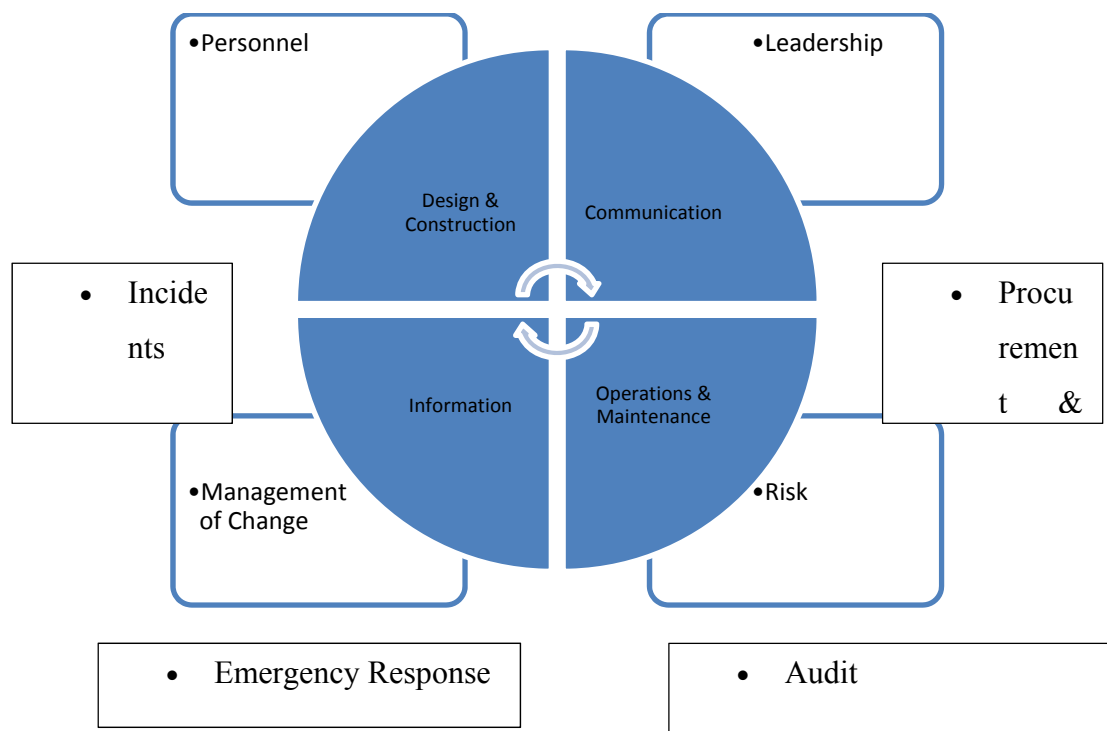 •Personnel
•Leadership
Design &
Construction
Communication
• Incide
nts
• Procu
remen
t &
Information
Operations &
Maintenance
•Management
of Change
•Risk
• Emergency Response
• Audit